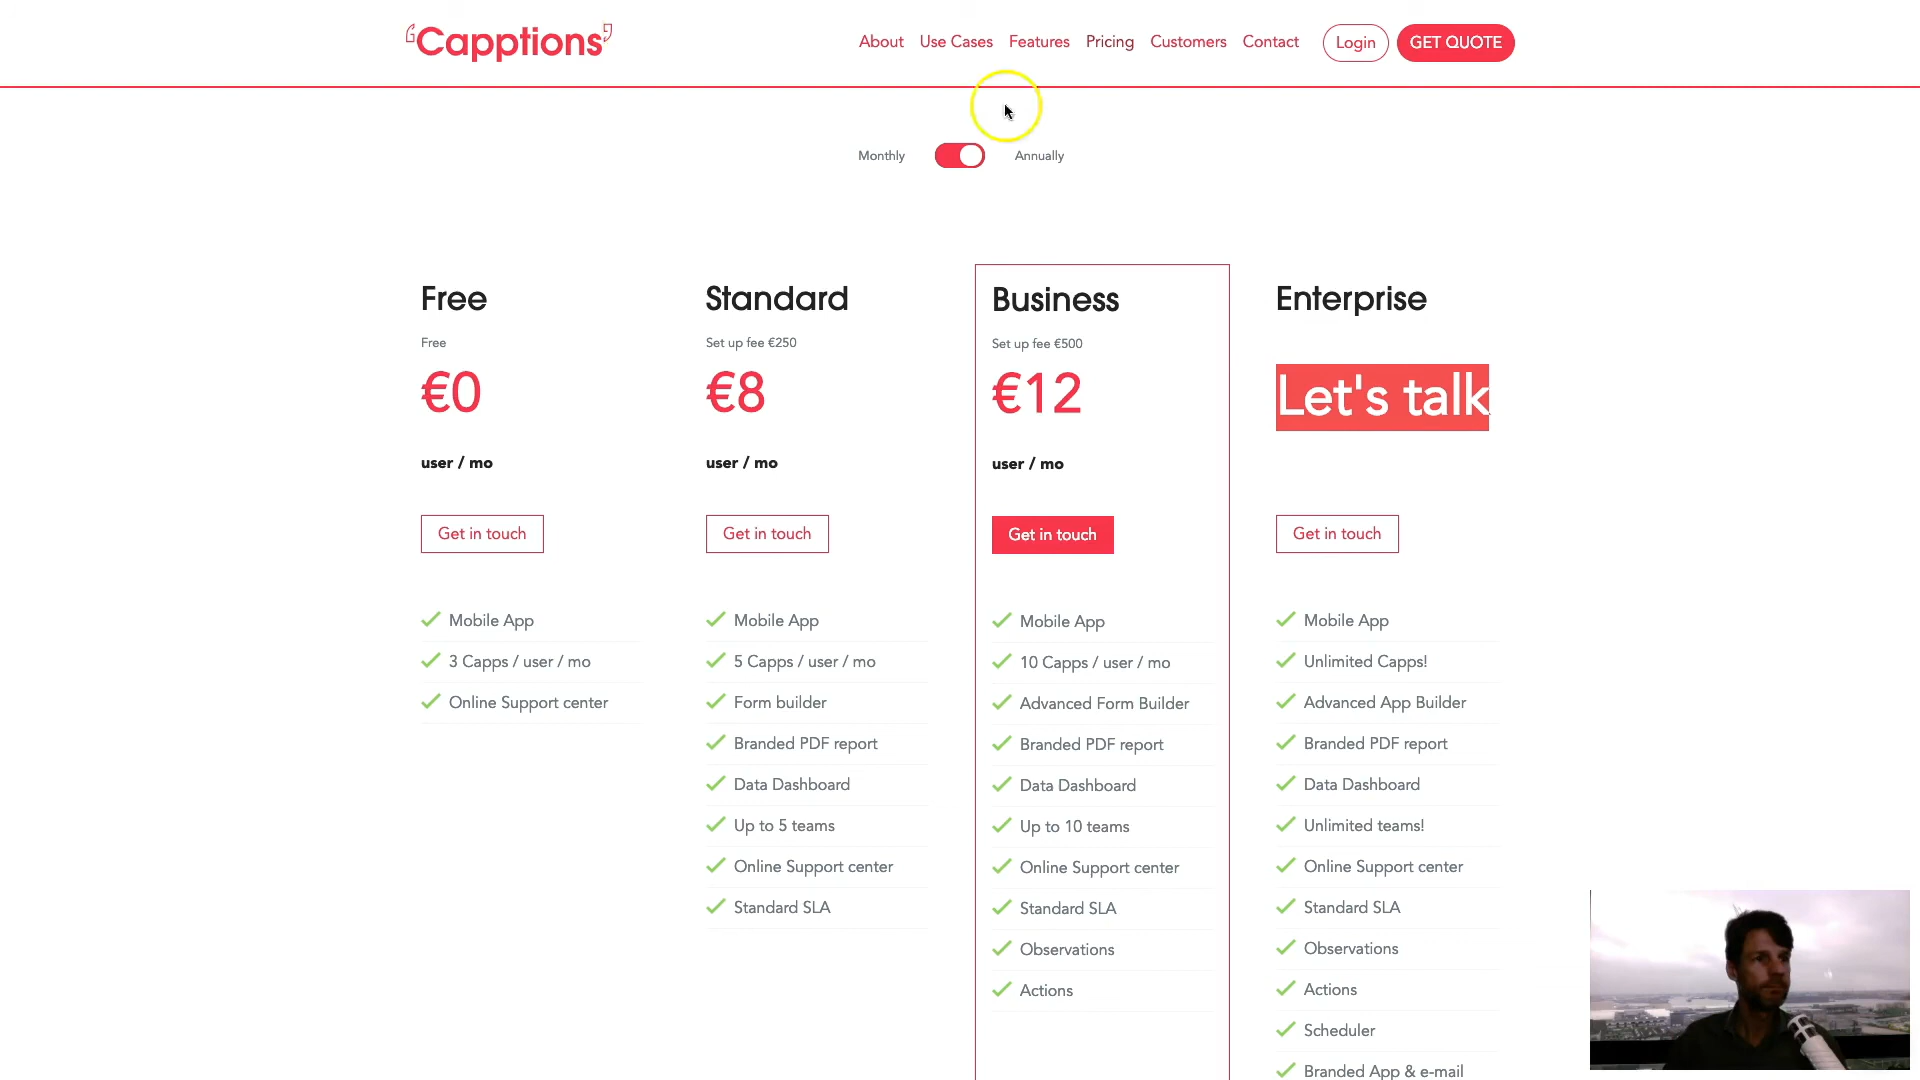 ‘Capptions’
About Use Cases Features Pricing Customers Contact Login GET QUOTE
Monthly Annually
Free
Free
€0
user / mo
Get in touch
Mobile App
3 Capps / user / mo
Online Support center
Standard
Set up fee €250
€8
user / mo
Get in touch
Mobile App
5 Capps / user / mo
Form builder
Branded PDF report
Data Dashboard
Up to 5 teams
Online Support center
Standard SLA
Business
Set up fee €500
€12
user / mo
Get in touch
Mobile App
10 Capps / user / mo
Advanced Form Builder
Branded PDF report
Data Dashboard
Up to 10 teams
Online Support center
Standard SLA
Observations
Actions
Enterprise
Let's talk
Get in touch
Mobile App
Unlimited Capps!
Advanced App Builder
Branded PDF report
Data Dashboard
Unlimited teams!
Online Support center
Standard SLA
Observations
Actions
Scheduler
Branded App & e-mail